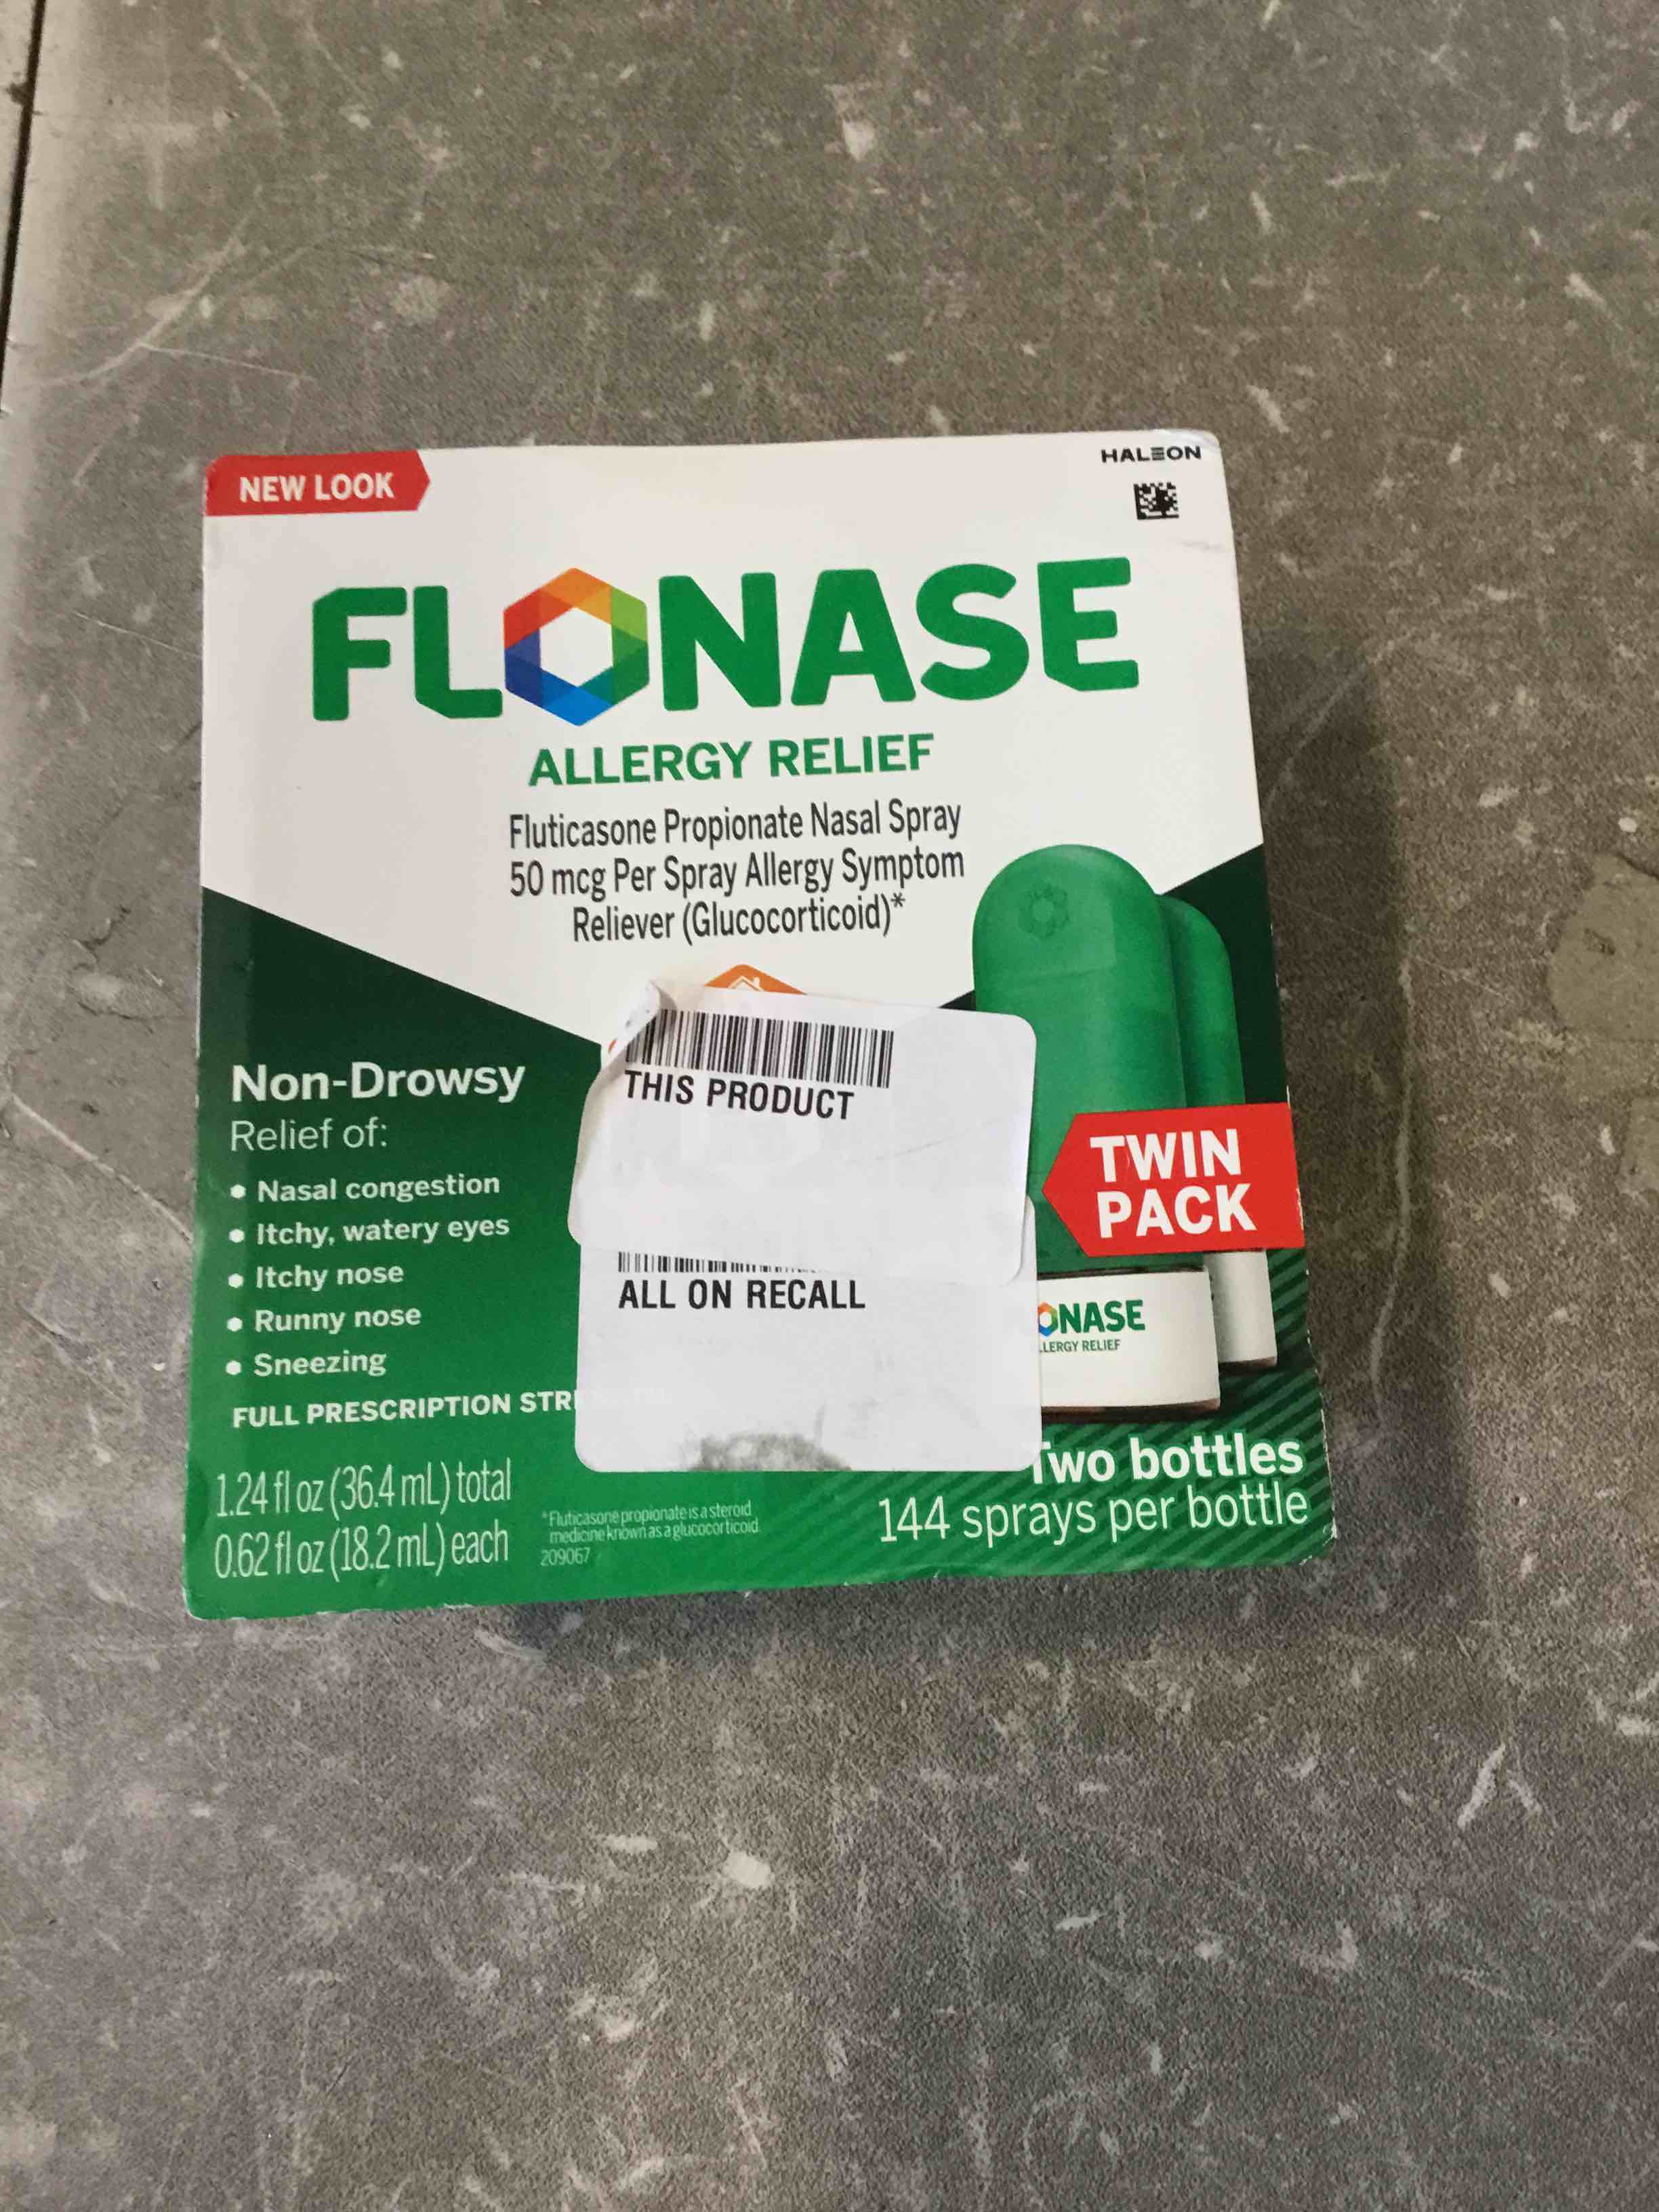 NEW LOOK
HALEON
FLONASE
ALLERGY RELIEF
Fluticasone Propionate Nasal Spray
50 mcg Per Spray Allergy Symptom
Reliever (Glucocorticoid)*
THIS PRODUCT
ALL ON RECALL
Non-Drowsy
Relief of:
• Nasal congestion
• Itchy, watery eyes
• Itchy nose
• Runny nose
• Sneezing
FULL PRESCRIPTION
1.24 fl oz (36.4 mL) total
0.62 fl oz (18.2 mL) each
*Fluticasone propionate is a steroid
medicine known as a glucocorticoid.
209067
TWIN
PACK
ONASE
LLERGY RELIEF
Two bottles
144 sprays per bottle